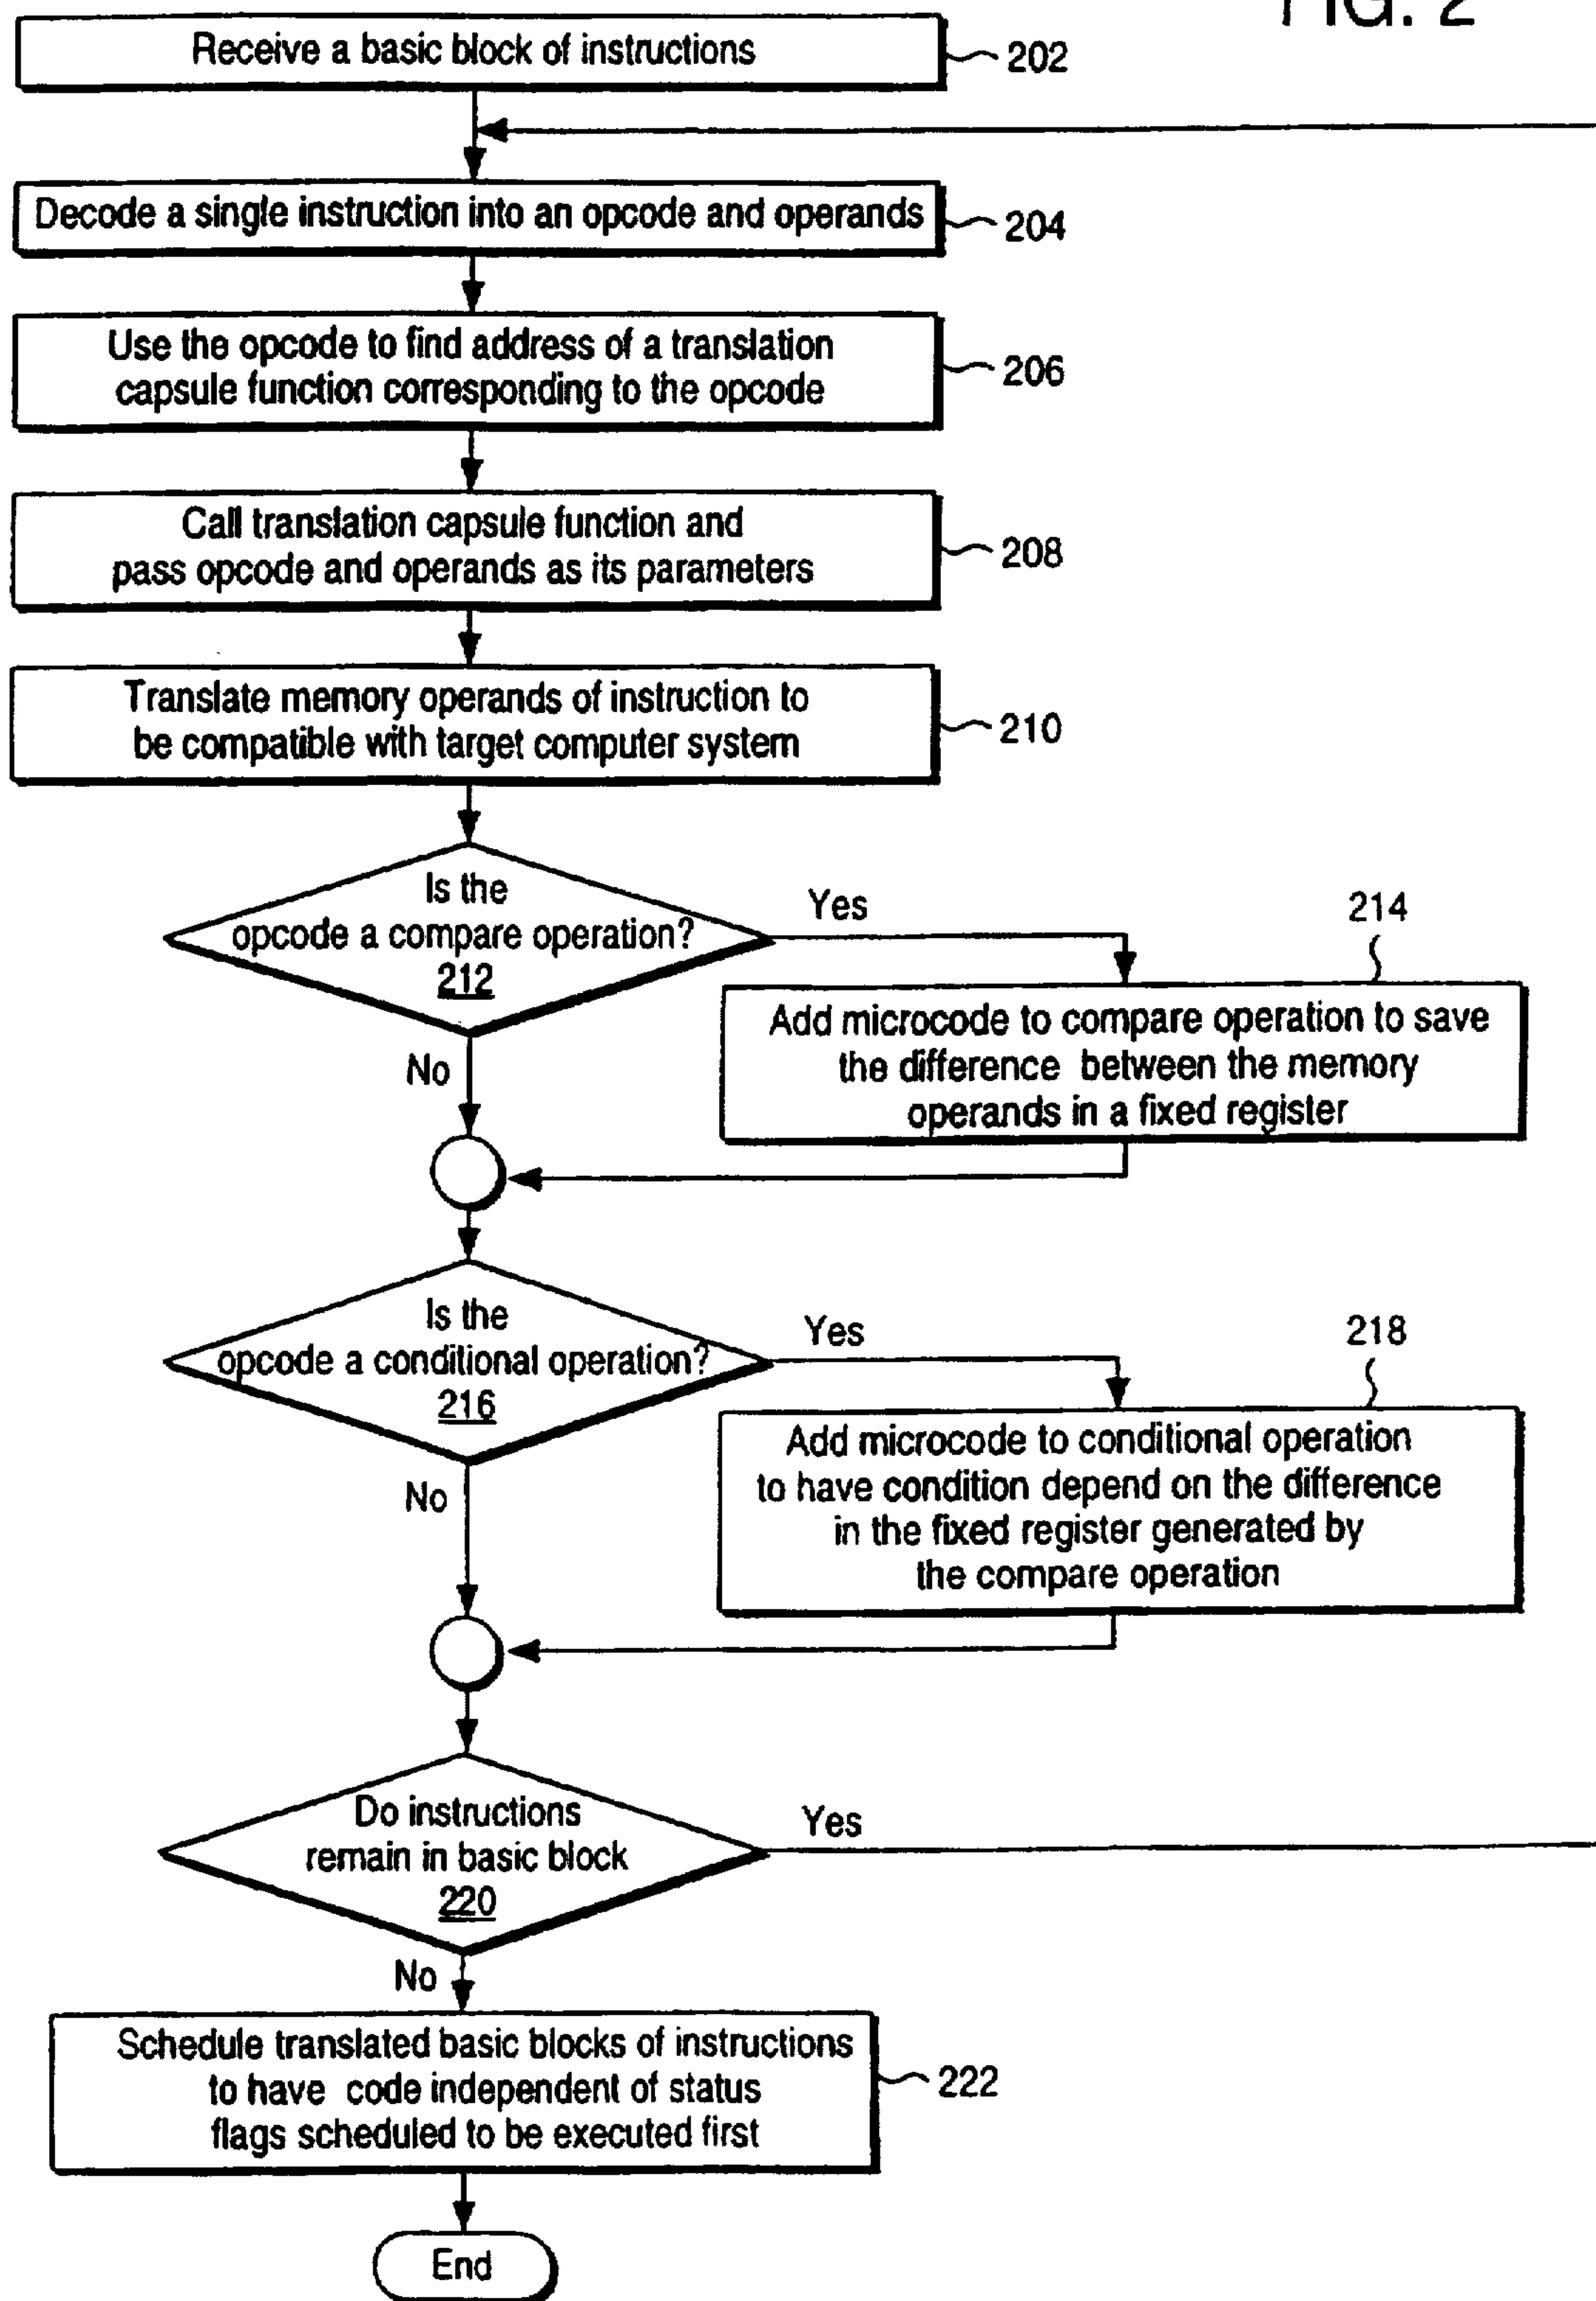 FIG. 2
Receive a basic block of instructions
202
Decode a single instruction into an opcode and operands
204
Use the opcode to find address of a translation
capsule function corresponding to the opcode
206
Call translation capsule function and
pass opcode and operands as its parameters
208
Translate memory operands of instruction to
be compatible with target computer system
210
Is the
opcode a compare operation?
212
Yes
214
Add microcode to compare operation to save
the difference between the memory
operands in a fixed register
No
Is the
opcode a conditional operation?
216
Yes
218
Add microcode to conditional operation
to have condition depend on the difference
in the fixed register generated by
the compare operation
No
Do instructions
remain in basic block
220
Yes
No
Schedule translated basic blocks of instructions
to have code independent of status
flags scheduled to be executed first
222
End